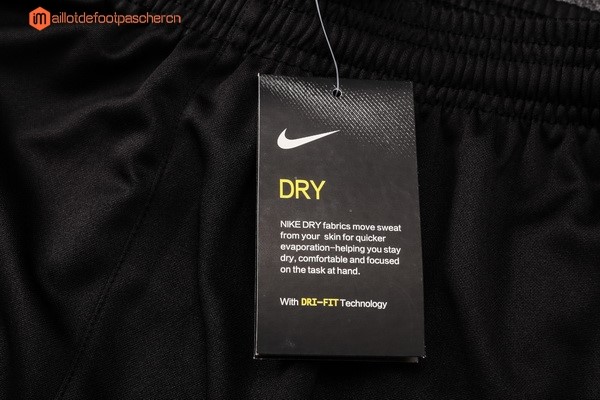 maillotdefootpaschercn
DRY
NIKE DRY fabrics move sweat
from your skin for quicker
evaporation-helping you stay
dry, comfortable and focused
on the task at hand.
With DRI-FIT Technology